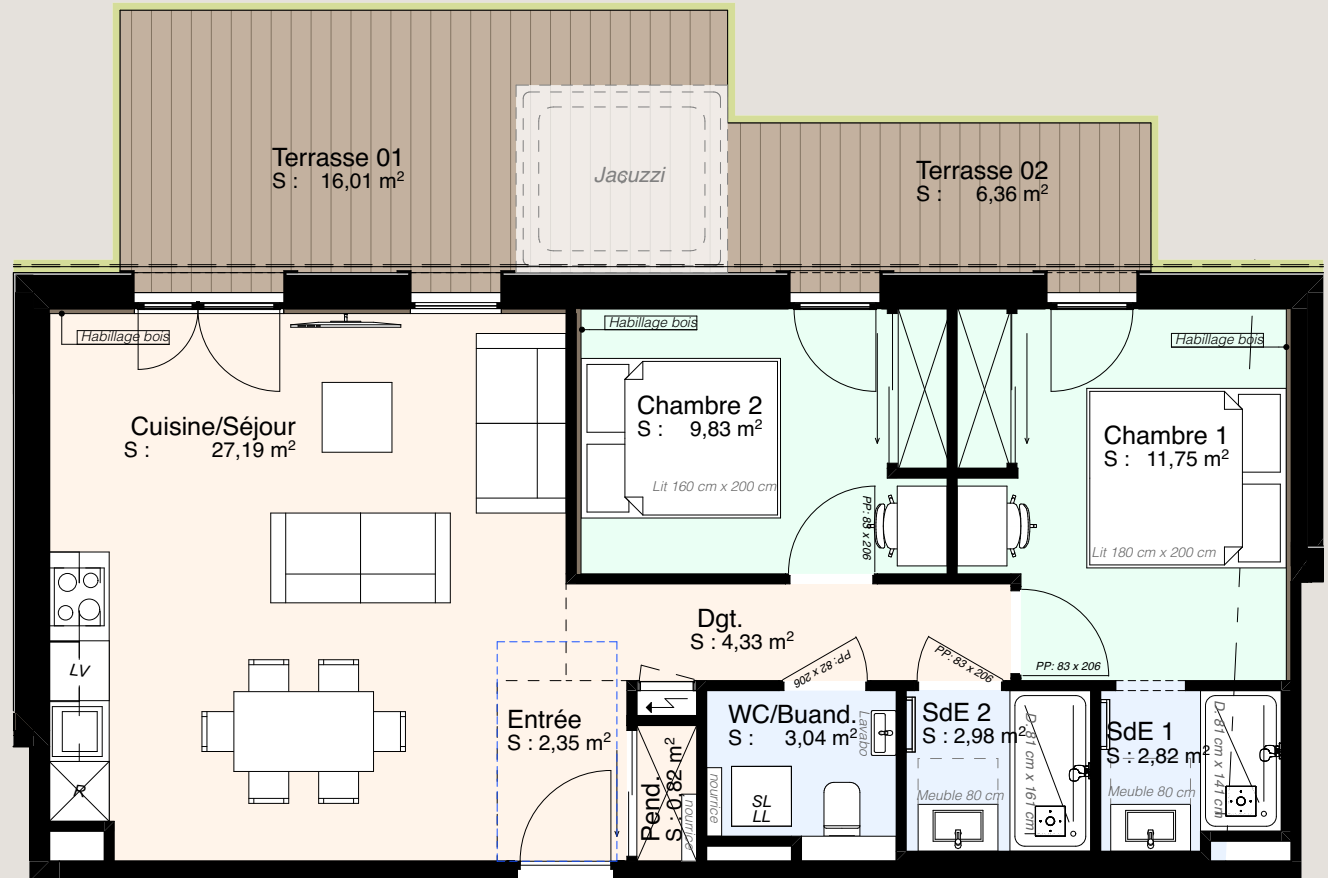 Terrasse 01
S : 16,01 m²
Jacuzzi
Terrasse 02
S : 6,36 m²
Habillage bois
Habillage bois
Habillage bois
Cuisine/Séjour
S : 27,19 m²
Chambre 2
S : 9,83 m²
Lit 160 cm x 200 cm
PP: 83 x 206
Chambre 1
S : 11,75 m²
Lit 180 cm x 200 cm
PP: 83 x 206
Dgt.
S : 4,33 m²
PP: 82 x 206
PP: 83 x 206
LV
R
Entrée
S : 2,35 m²
Pend.
S : 0,82 m²
nourrice
WC/Buand.
S : 3,04 m²
Lavabo
nourrice
SL
LL
SdE 2
S : 2,98 m²
Meuble 80 cm
D. 81 cm x 161 cm
SdE 1
S : 2,82 m²
Meuble 80 cm
D. 81 cm x 141 cm